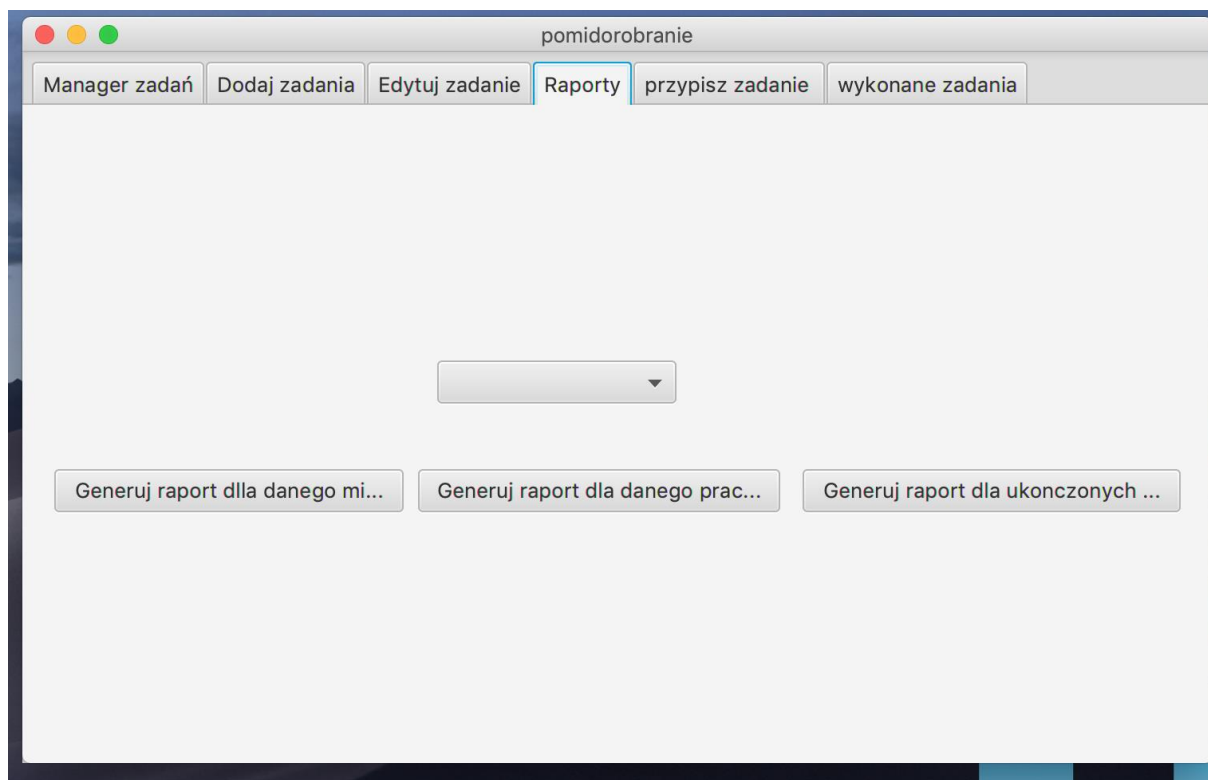 pomidorobranie
Manager zadań Dodaj zadania Edytuj zadanie Raporty przypisz zadanie wykonane zadania
Generuj raport dlla danego mi... Generuj raport dla danego prac... Generuj raport dla ukonczonych ...